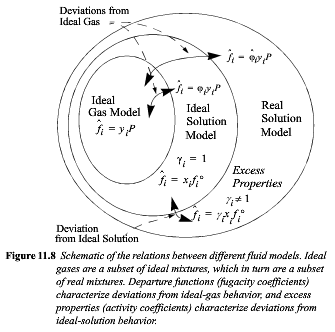 Deviations from
Ideal Gas
f̂ᵢ = φ̂ᵢyᵢP
f̂ᵢ = φᵢyᵢP
Ideal
Gas Model
f̂ᵢ = yᵢP
Ideal
Solution
Model
Real
Solution
Model
γᵢ = 1
f̂ᵢ = xᵢfᵢ°
Excess
Properties
γᵢ ≠ 1
f̂ᵢ = γᵢxᵢfᵢ°
Deviation
from Ideal Solution
Figure 11.8 Schematic of the relations between different fluid models. Ideal
gases are a subset of ideal mixtures, which in turn are a subset
of real mixtures. Departure functions (fugacity coefficients)
characterize deviations from ideal-gas behavior, and excess
properties (activity coefficients) characterize deviations from
ideal-solution behavior.